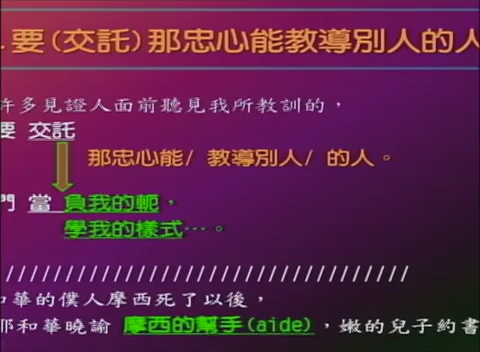 要(交託)那忠心能教導別人的人
許多見證人面前聽見我所教訓的，
要 交託
那忠心能/ 教導別人/ 的人。
們 當 負我的軛，
學我的樣式…。
//////////////////////////////////
和華的僕人摩西死了以後，
耶和華曉諭 摩西的幫手(aide)，嫩的兒子約書